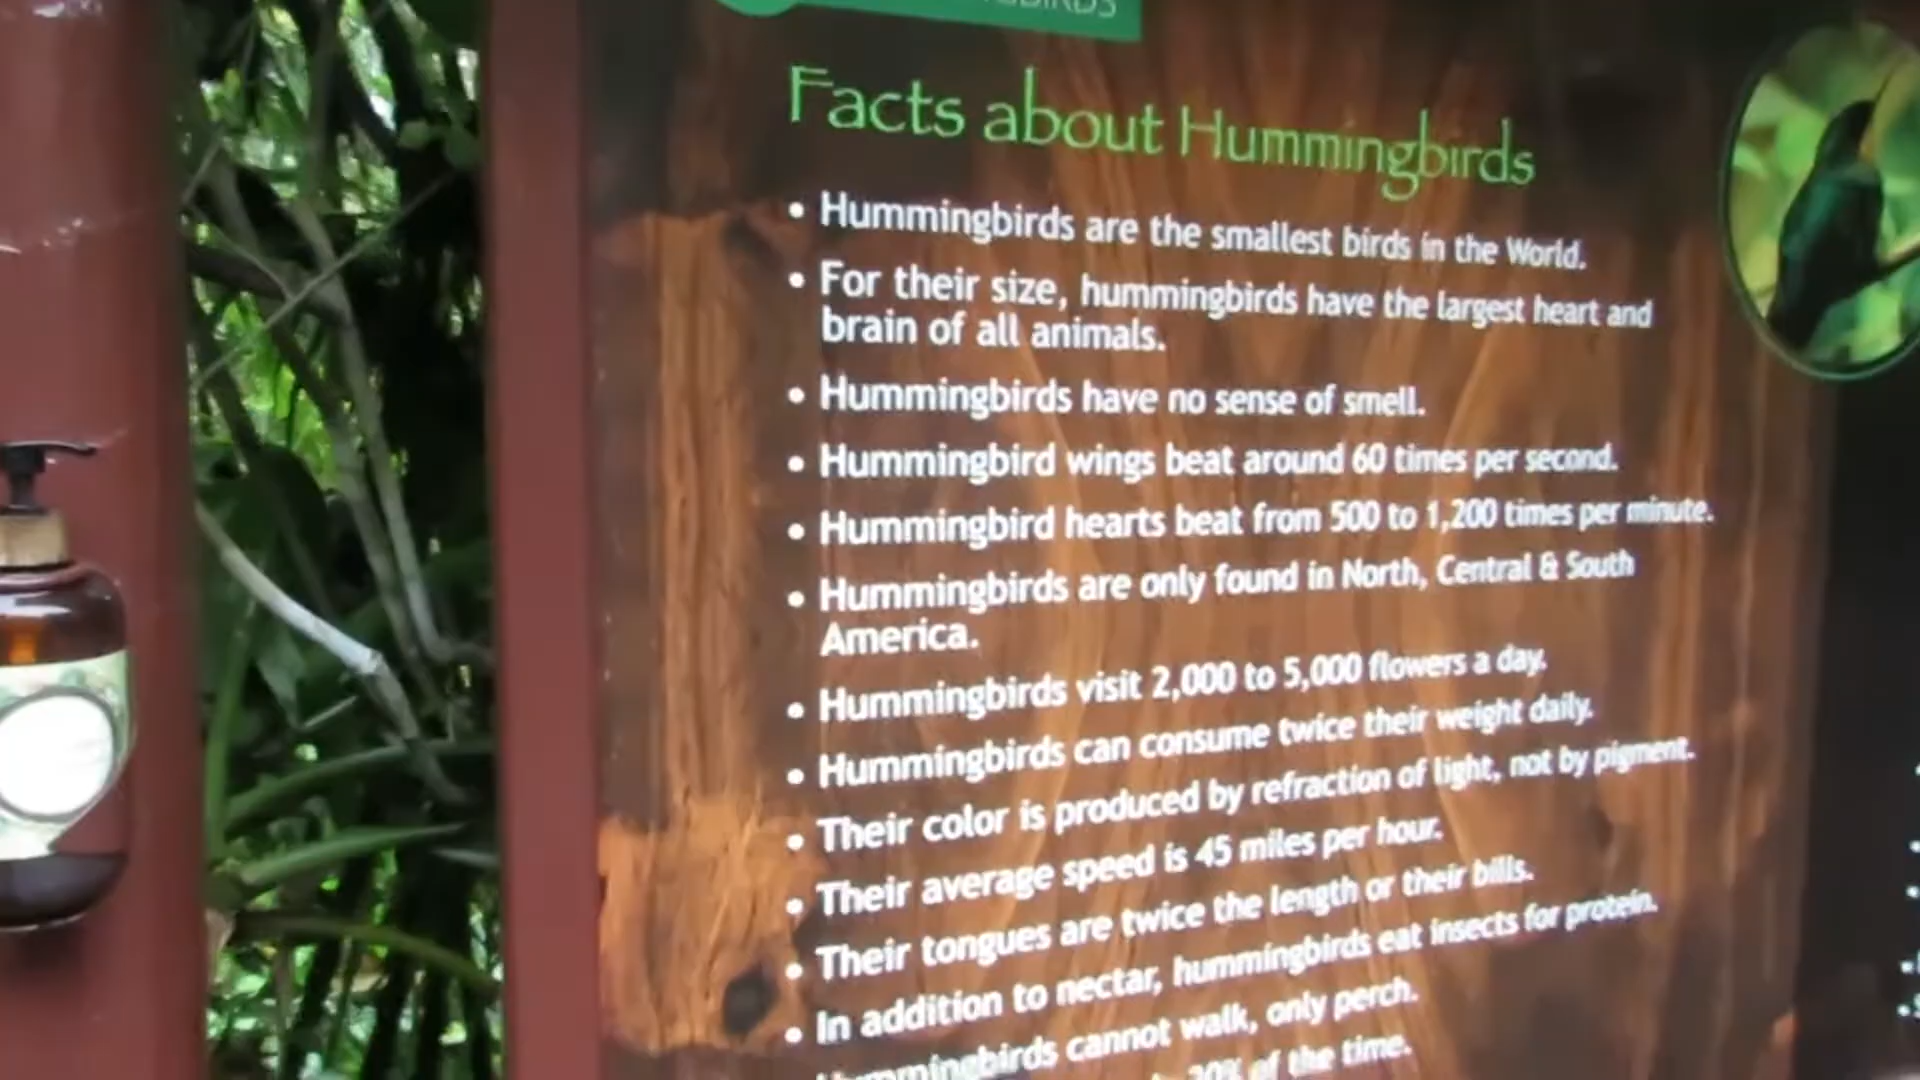 Facts about Hummingbirds
• Hummingbirds are the smallest birds in the World.
• For their size, hummingbirds have the largest heart and
brain of all animals.
• Hummingbirds have no sense of smell.
• Hummingbird wings beat around 60 times per second.
• Hummingbird hearts beat from 500 to 1,200 times per minute.
• Hummingbirds are only found in North, Central & South
America.
• Hummingbirds visit 2,000 to 5,000 flowers a day.
• Hummingbirds can consume twice their weight daily.
• Their color is produced by refraction of light, not by pigment.
• Their average speed is 45 miles per hour.
• Their tongues are twice the length or their bills.
• In addition to nectar, hummingbirds eat insects for protein.
Hummingbirds cannot walk, only perch.
20% of the time.